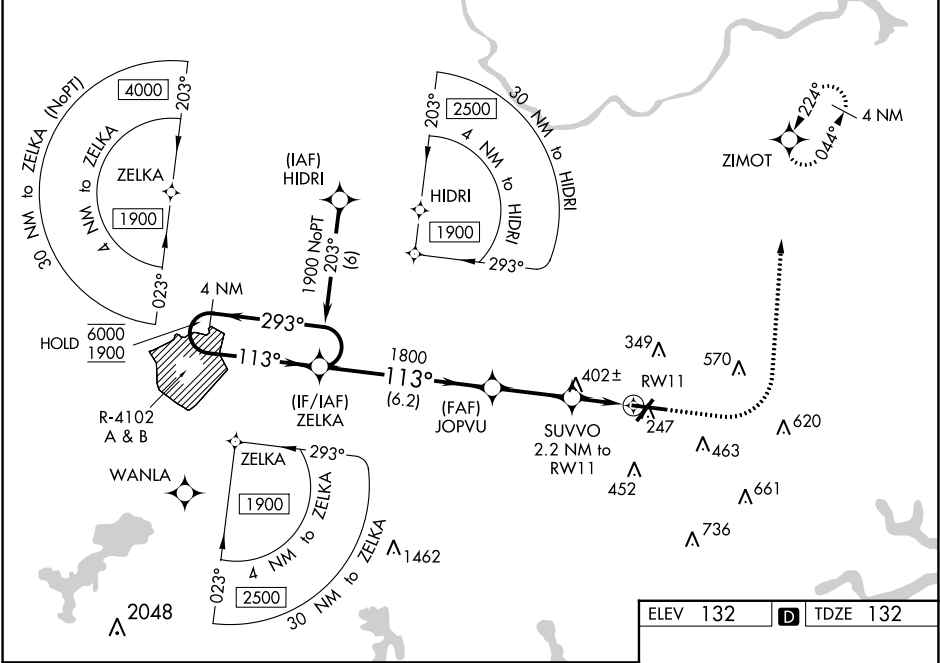 4000
203°
30 NM to ZELKA (NoPT)
4 NM to ZELKA
ZELKA
1900
023°
(IAF)
HIDRI
1900 NoPT
203°
(6)
203°
2500
30 NM to HIDRI
4 NM to HIDRI
HIDRI
1900
293°
224°
044°
4 NM
ZIMOT
4 NM
HOLD
6000
1900
293°
113°
R-4102
A & B
(IF/IAF)
ZELKA
1800
113°
(6.2)
(FAF)
JOPVU
402±
SUVVO
2.2 NM to
RW11
349
RW11
247
570
620
463
452
661
736
WANLA
ZELKA
293°
1900
4 NM to ZELKA
023°
2500
30 NM to ZELKA
1462
2048
ELEV 132 D TDZE 132